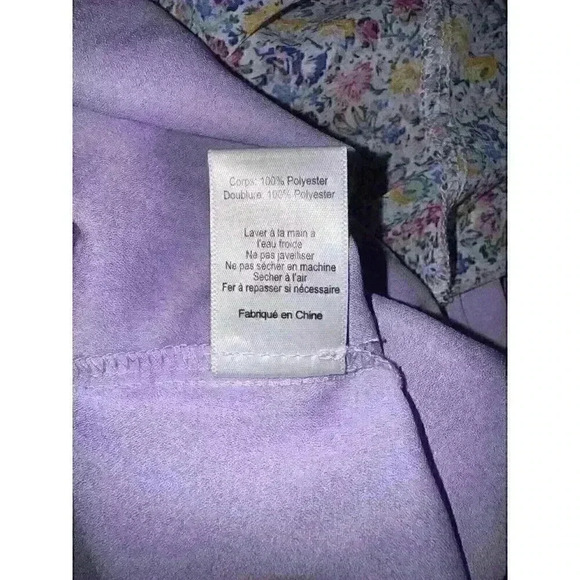 Corps: 100% Polyester
Doublure: 100% Polyester
Laver à la main à
l'eau froide
Ne pas javelliser
Ne pas sécher en machine
Sécher à l'air
Fer à repasser si nécessaire
Fabriqué en Chine